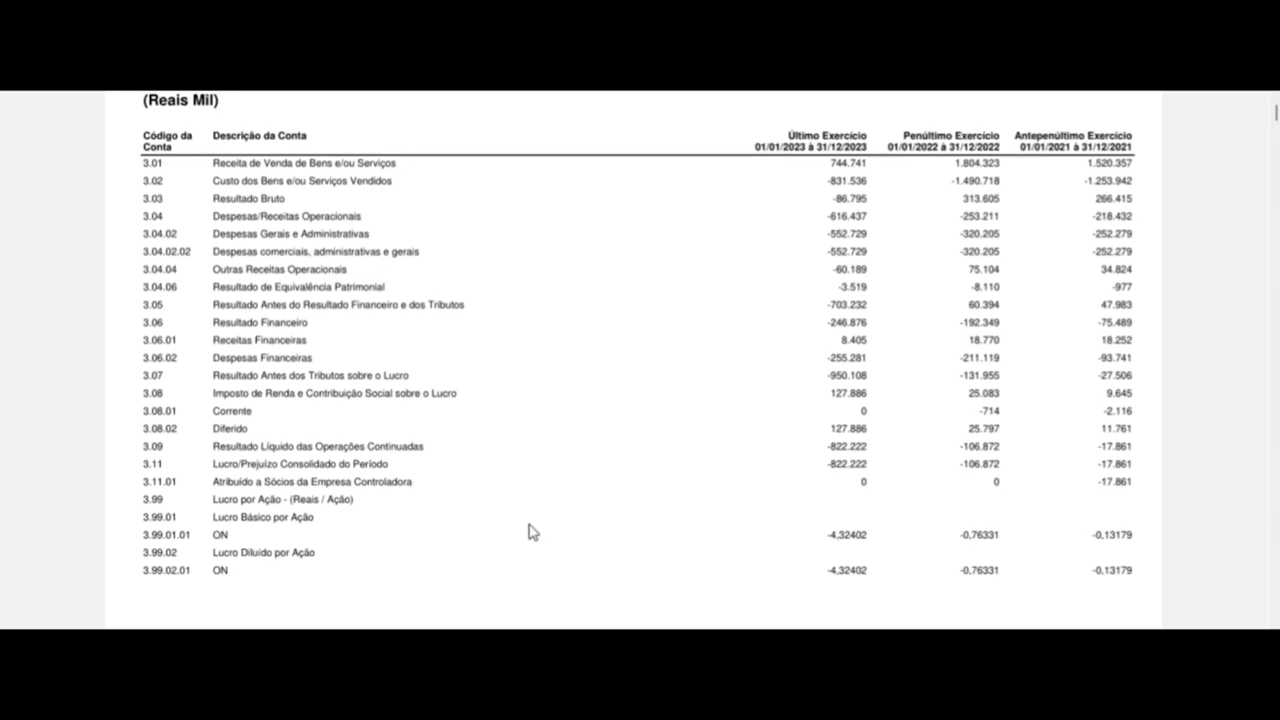 (Reais Mil)
Código da Conta Descrição da Conta Último Exercício 01/01/2023 à 31/12/2023 Penúltimo Exercício 01/01/2022 à 31/12/2022 Antepenúltimo Exercício 01/01/2021 à 31/12/2021
3.01 Receita de Venda de Bens e/ou Serviços 744.741 1.804.323 1.520.357
3.02 Custo dos Bens e/ou Serviços Vendidos -831.536 -1.490.718 -1.253.942
3.03 Resultado Bruto -86.795 313.605 266.415
3.04 Despesas/Receitas Operacionais -616.437 -253.211 -218.432
3.04.02 Despesas Gerais e Administrativas -552.729 -320.205 -252.279
3.04.02.02 Despesas comerciais, administrativas e gerais -552.729 -320.205 -252.279
3.04.04 Outras Receitas Operacionais -60.189 75.104 34.824
3.04.06 Resultado de Equivalência Patrimonial -3.519 -8.110 -977
3.05 Resultado Antes do Resultado Financeiro e dos Tributos -703.232 60.394 47.983
3.06 Resultado Financeiro -246.876 -192.349 -75.489
3.06.01 Receitas Financeiras 8.405 18.770 18.252
3.06.02 Despesas Financeiras -255.281 -211.119 -93.741
3.07 Resultado Antes dos Tributos sobre o Lucro -950.108 -131.955 -27.506
3.08 Imposto de Renda e Contribuição Social sobre o Lucro 127.886 25.083 9.645
3.08.01 Corrente 0 -714 -2.116
3.08.02 Diferido 127.886 25.797 11.761
3.09 Resultado Líquido das Operações Continuadas -822.222 -106.872 -17.861
3.11 Lucro/Prejuízo Consolidado do Período -822.222 -106.872 -17.861
3.11.01 Atribuído a Sócios da Empresa Controladora 0 0 -17.861
3.99 Lucro por Ação - (Reais / Ação)
3.99.01 Lucro Básico por Ação
3.99.01.01 ON -4,32402 -0,76331 -0,13179
3.99.02 Lucro Diluído por Ação
3.99.02.01 ON -4,32402 -0,76331 -0,13179